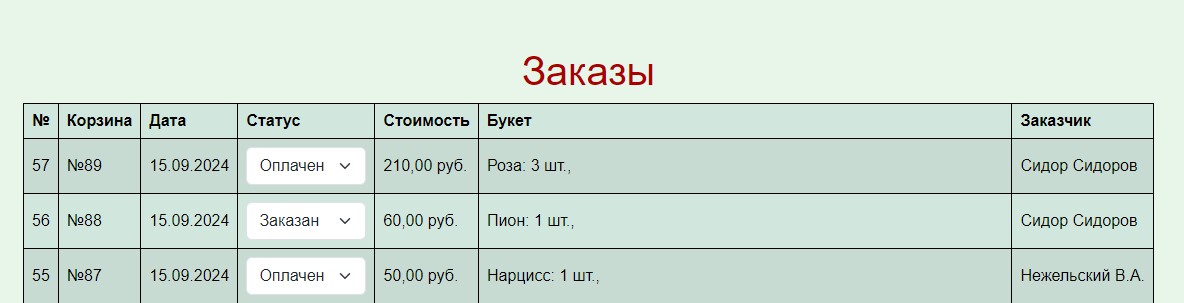 Заказы
№ Корзина Дата Статус Стоимость Букет Заказчик
57 №89 15.09.2024 Оплачен 210,00 руб. Роза: 3 шт., Сидор Сидоров
56 №88 15.09.2024 Заказан 60,00 руб. Пион: 1 шт., Сидор Сидоров
55 №87 15.09.2024 Оплачен 50,00 руб. Нарцисс: 1 шт., Нежельский В.А.